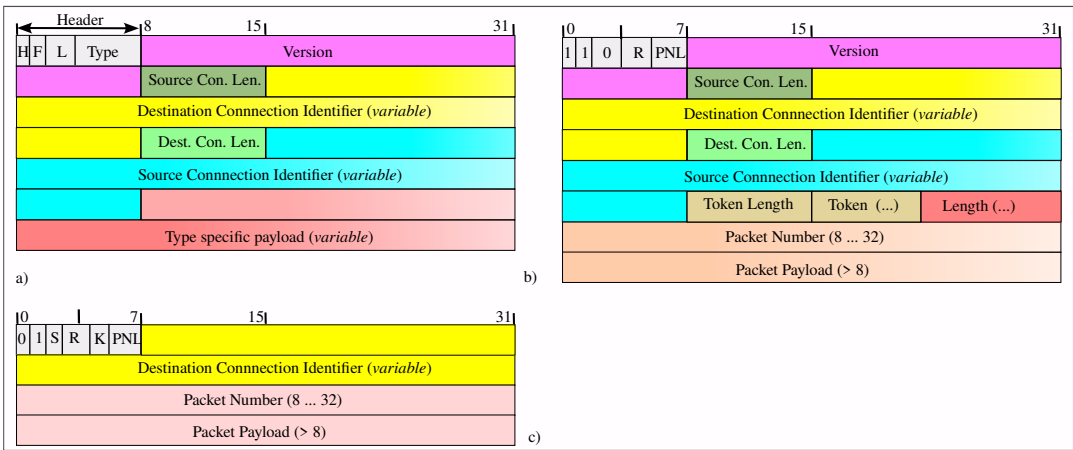 Header
8 15 31
H F L Type Version
Source Con. Len.
Destination Connnection Identifier (variable)
Dest. Con. Len.
Source Connnection Identifier (variable)
Type specific payload (variable)
a)
0 7 15 31
1 1 0 R PNL Version
Source Con. Len.
Destination Connnection Identifier (variable)
Dest. Con. Len.
Source Connnection Identifier (variable)
Token Length Token (...) Length (...)
Packet Number (8 ... 32)
Packet Payload (> 8)
b)
0 7 15 31
0 1 S R K PNL
Destination Connnection Identifier (variable)
Packet Number (8 ... 32)
Packet Payload (> 8)
c)